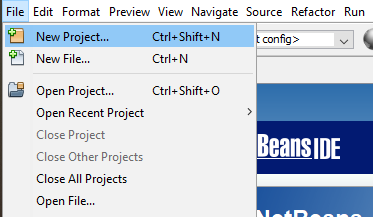 File Edit Format Preview View Navigate Source Refactor Run
New Project... Ctrl+Shift+N
New File... Ctrl+N
t config>
Open Project... Ctrl+Shift+O
Open Recent Project
Close Project
Close Other Projects
Close All Projects
Open File...
Beans IDE
NetBeans